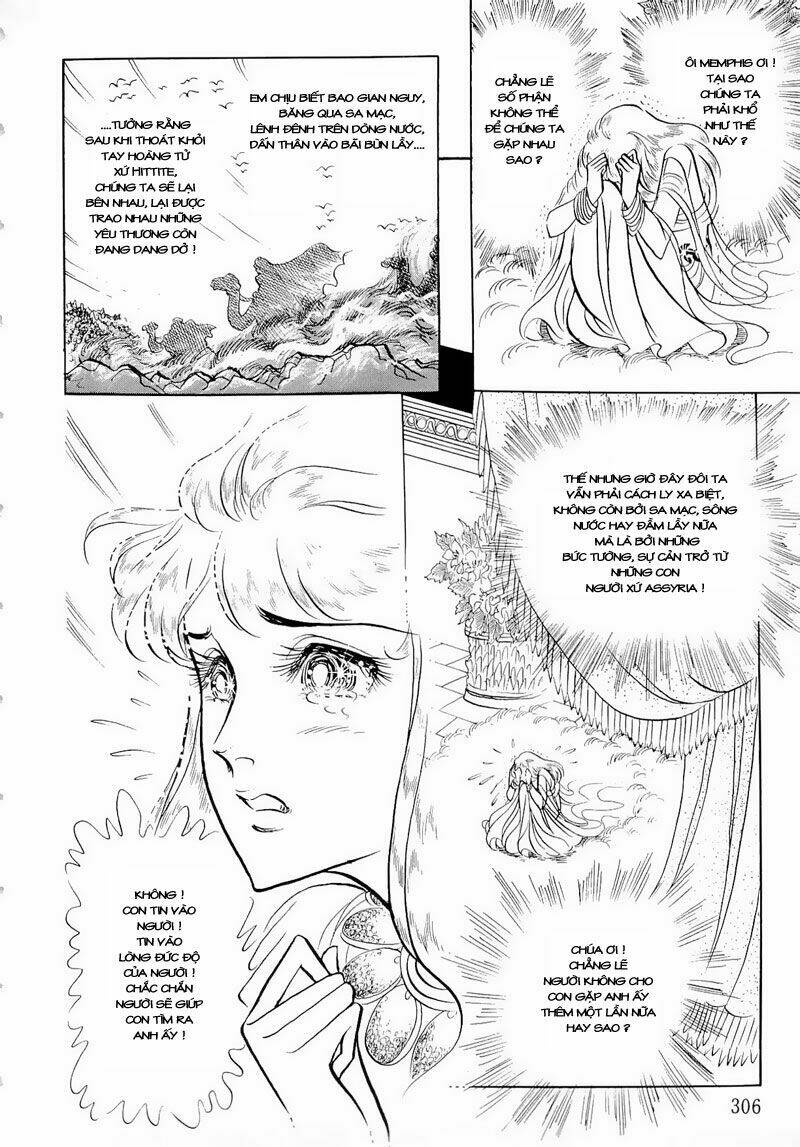 ÔI MEMPHIS ƠI !
TẠI SAO
CHÚNG TA
PHẢI KHỔ
NHƯ THẾ
NÀY ?
CHẲNG LẼ
SỐ PHẬN
KHÔNG THỂ
ĐỂ CHÚNG TA
GẶP NHAU
SAO ?
EM CHỊU BIẾT BAO GIAN NGUY,
BĂNG QUA SA MẠC,
LÊNH ĐÊNH TRÊN DÒNG NƯỚC,
DẤN THÂN VÀO BÃI BÙN LẦY....
....TƯỞNG RẰNG
SAU KHI THOÁT KHỎI
TAY HOÀNG TỬ
XỨ HITTITE,
CHÚNG TA SẼ LẠI
BÊN NHAU, LẠI ĐƯỢC
TRAO NHAU NHỮNG
YÊU THƯƠNG CÒN
ĐANG DANG DỞ !
THẾ NHƯNG GIỜ ĐÂY ĐÔI TA
VẪN PHẢI CÁCH LY XA BIỆT,
KHÔNG CÒN BỞI SA MẠC, SÔNG
NƯỚC HAY ĐẦM LẦY NỮA
MÀ LÀ BỞI NHỮNG
BỨC TƯỜNG, SỰ CẢN TRỞ TỪ
NHỮNG CON
NGƯỜI XỨ ASSYRIA !
CHÚA ƠI !
CHẲNG LẼ
NGƯỜI KHÔNG CHO
CON GẶP ANH ẤY
THÊM MỘT LẦN NỮA
HAY SAO ?
KHÔNG !
CON TIN VÀO
NGƯỜI !
TIN VÀO
LÒNG ĐỨC ĐỘ
CỦA NGƯỜI !
CHẮC CHẮN
NGƯỜI SẼ GIÚP
CON TÌM RA
ANH ẤY !
306